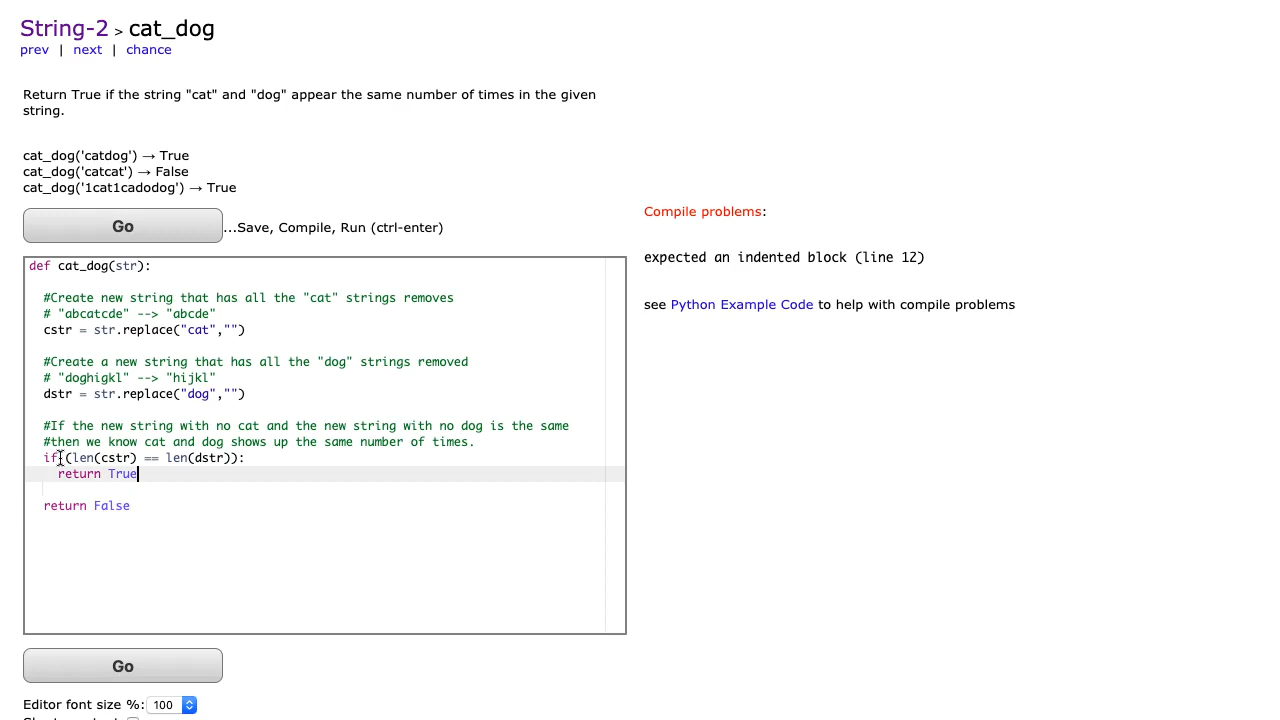 String-2 > cat_dog
prev | next | chance
Return True if the string "cat" and "dog" appear the same number of times in the given
string.
cat_dog('catdog') → True
cat_dog('catcat') → False
cat_dog('1cat1cadodog') → True
Go
...Save, Compile, Run (ctrl-enter)
def cat_dog(str):
#Create new string that has all the "cat" strings removes
# "abcatcde" --> "abcde"
cstr = str.replace("cat","")
#Create a new string that has all the "dog" strings removed
# "doghigkl" --> "hijkl"
dstr = str.replace("dog","")
#If the new string with no cat and the new string with no dog is the same
#then we know cat and dog shows up the same number of times.
if (len(cstr) == len(dstr)):
return True
return False
Compile problems:
expected an indented block (line 12)
see Python Example Code to help with compile problems
Go
Editor font size %: 100